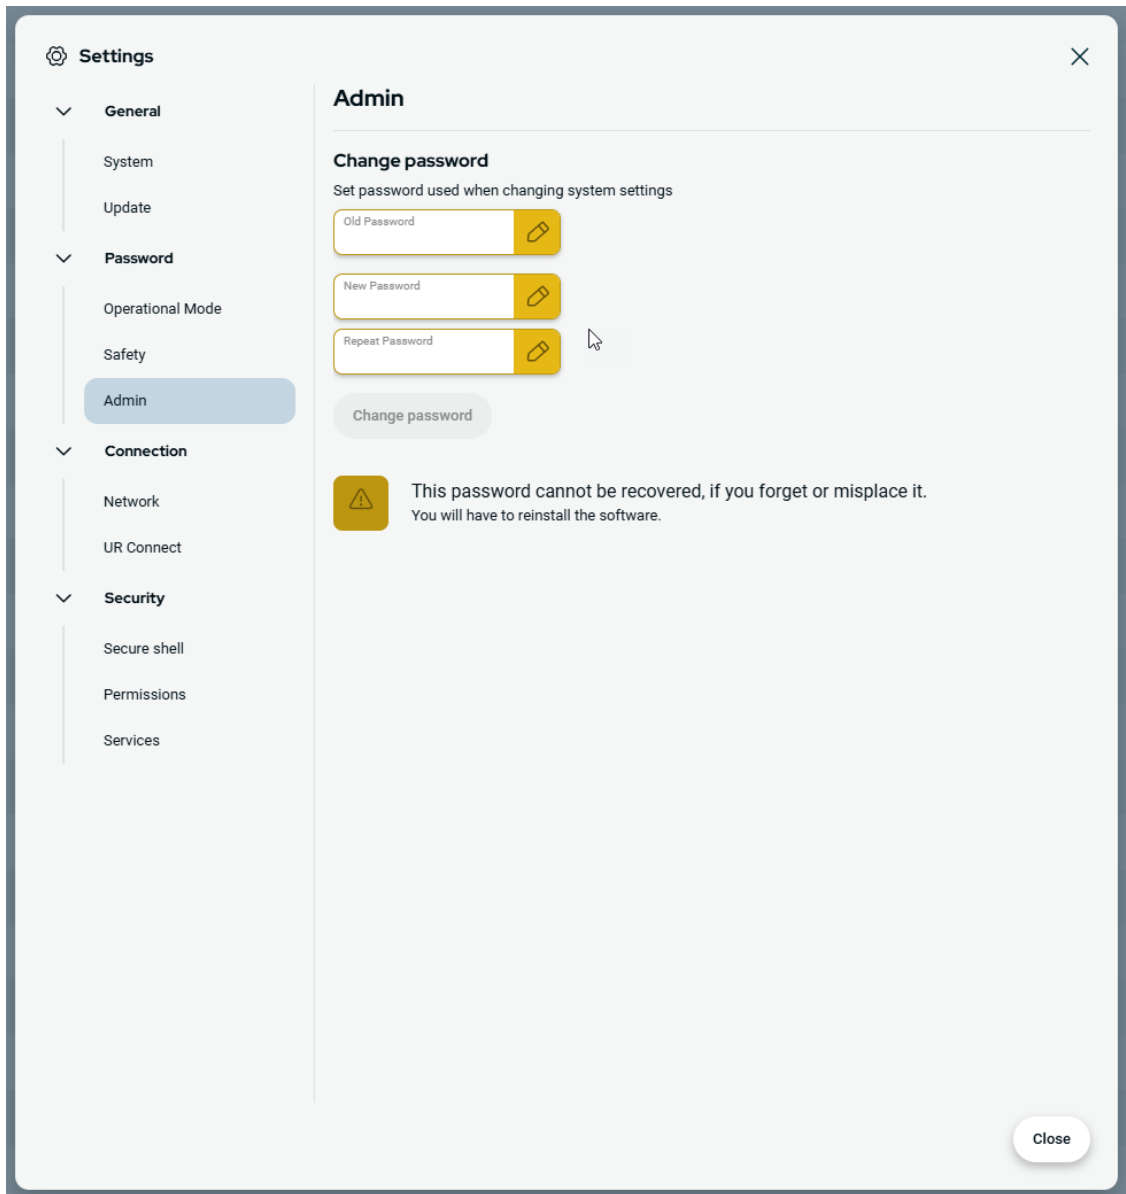 Settings
General
System
Update
Password
Operational Mode
Safety
Admin
Connection
Network
UR Connect
Security
Secure shell
Permissions
Services
Admin
Change password
Set password used when changing system settings
Old Password
New Password
Repeat Password
Change password
This password cannot be recovered, if you forget or misplace it.
You will have to reinstall the software.
Close